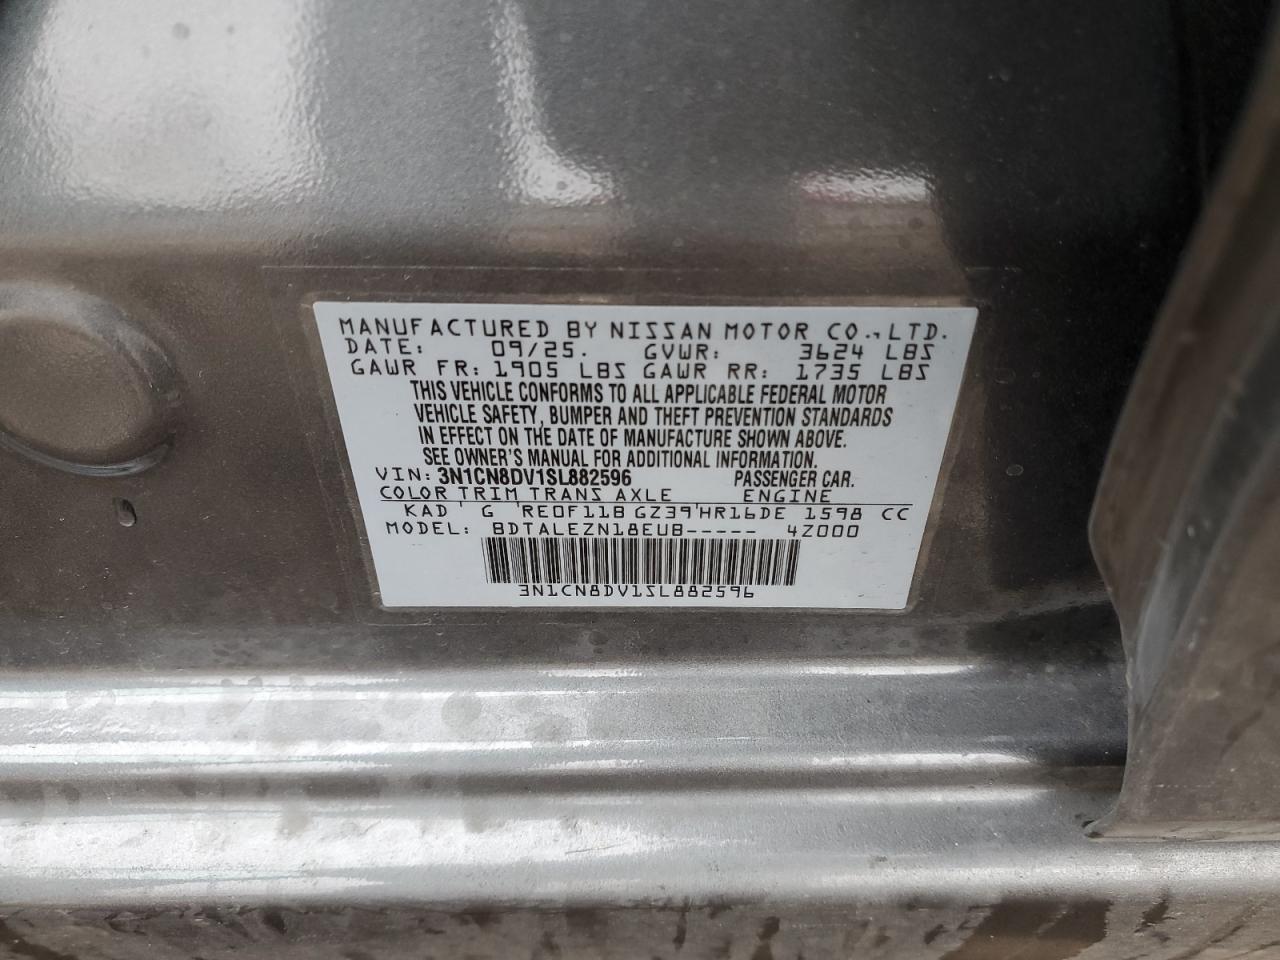 MANUFACTURED BY NISSAN MOTOR CO., LTD.
DATE: 09/25. GVWR: 3624 LBS
GAWR FR: 1905 LBS GAWR RR: 1735 LBS
THIS VEHICLE CONFORMS TO ALL APPLICABLE FEDERAL MOTOR
VEHICLE SAFETY, BUMPER AND THEFT PREVENTION STANDARDS
IN EFFECT ON THE DATE OF MANUFACTURE SHOWN ABOVE.
SEE OWNER'S MANUAL FOR ADDITIONAL INFORMATION.
VIN: 3N1CN8DV1SL882596 PASSENGER CAR.
COLOR TRIM TRANS AXLE ENGINE
KAD ' G 'RE0F11B GZ39'HR16DE 1598 CC
MODEL: BDTALEZN18EUB----- 4Z000
3N1CN8DV1SL882596